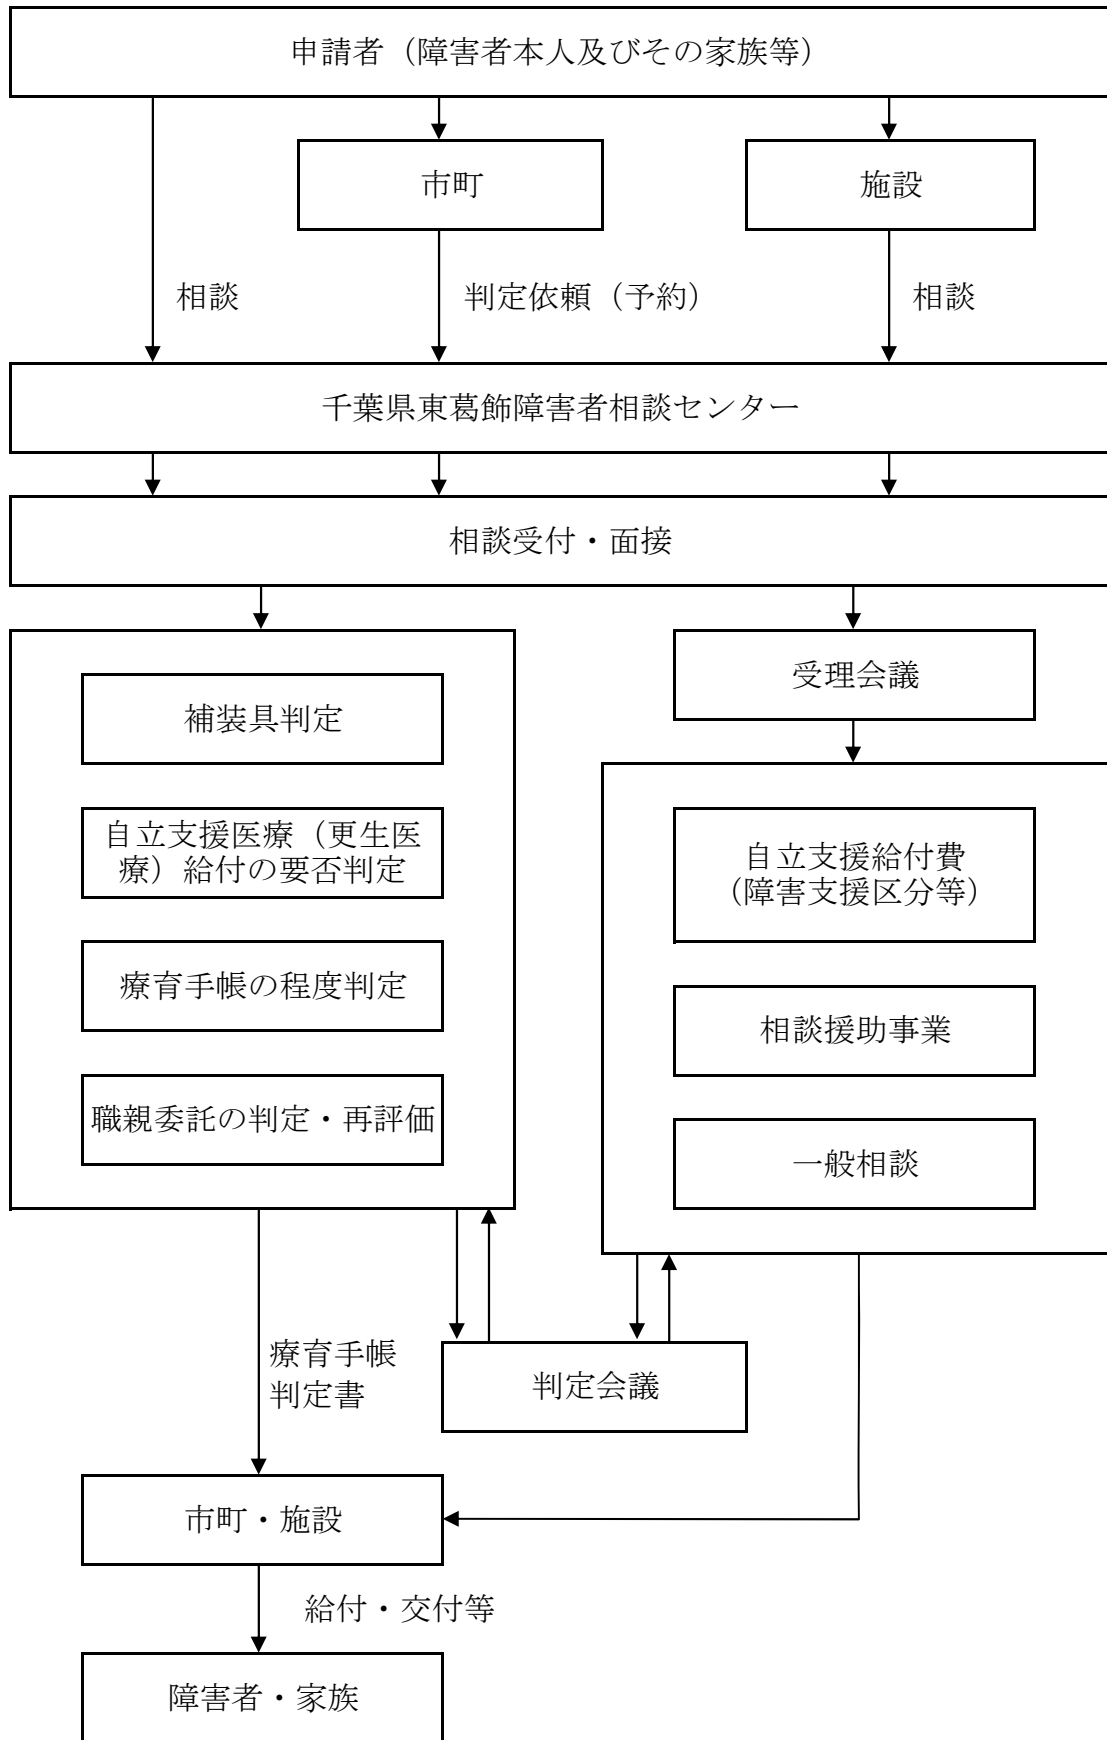 申請者（障害者本人及びその家族等）
市町
施設
相談
判定依頼（予約）
相談
千葉県東葛飾障害者相談センター
相談受付・面接
補装具判定
自立支援医療（更生医
療）給付の要否判定
療育手帳の程度判定
職親委託の判定・再評価
受理会議
自立支援給付費
（障害支援区分等）
相談援助事業
一般相談
療育手帳
判定書
判定会議
市町・施設
給付・交付等
障害者・家族